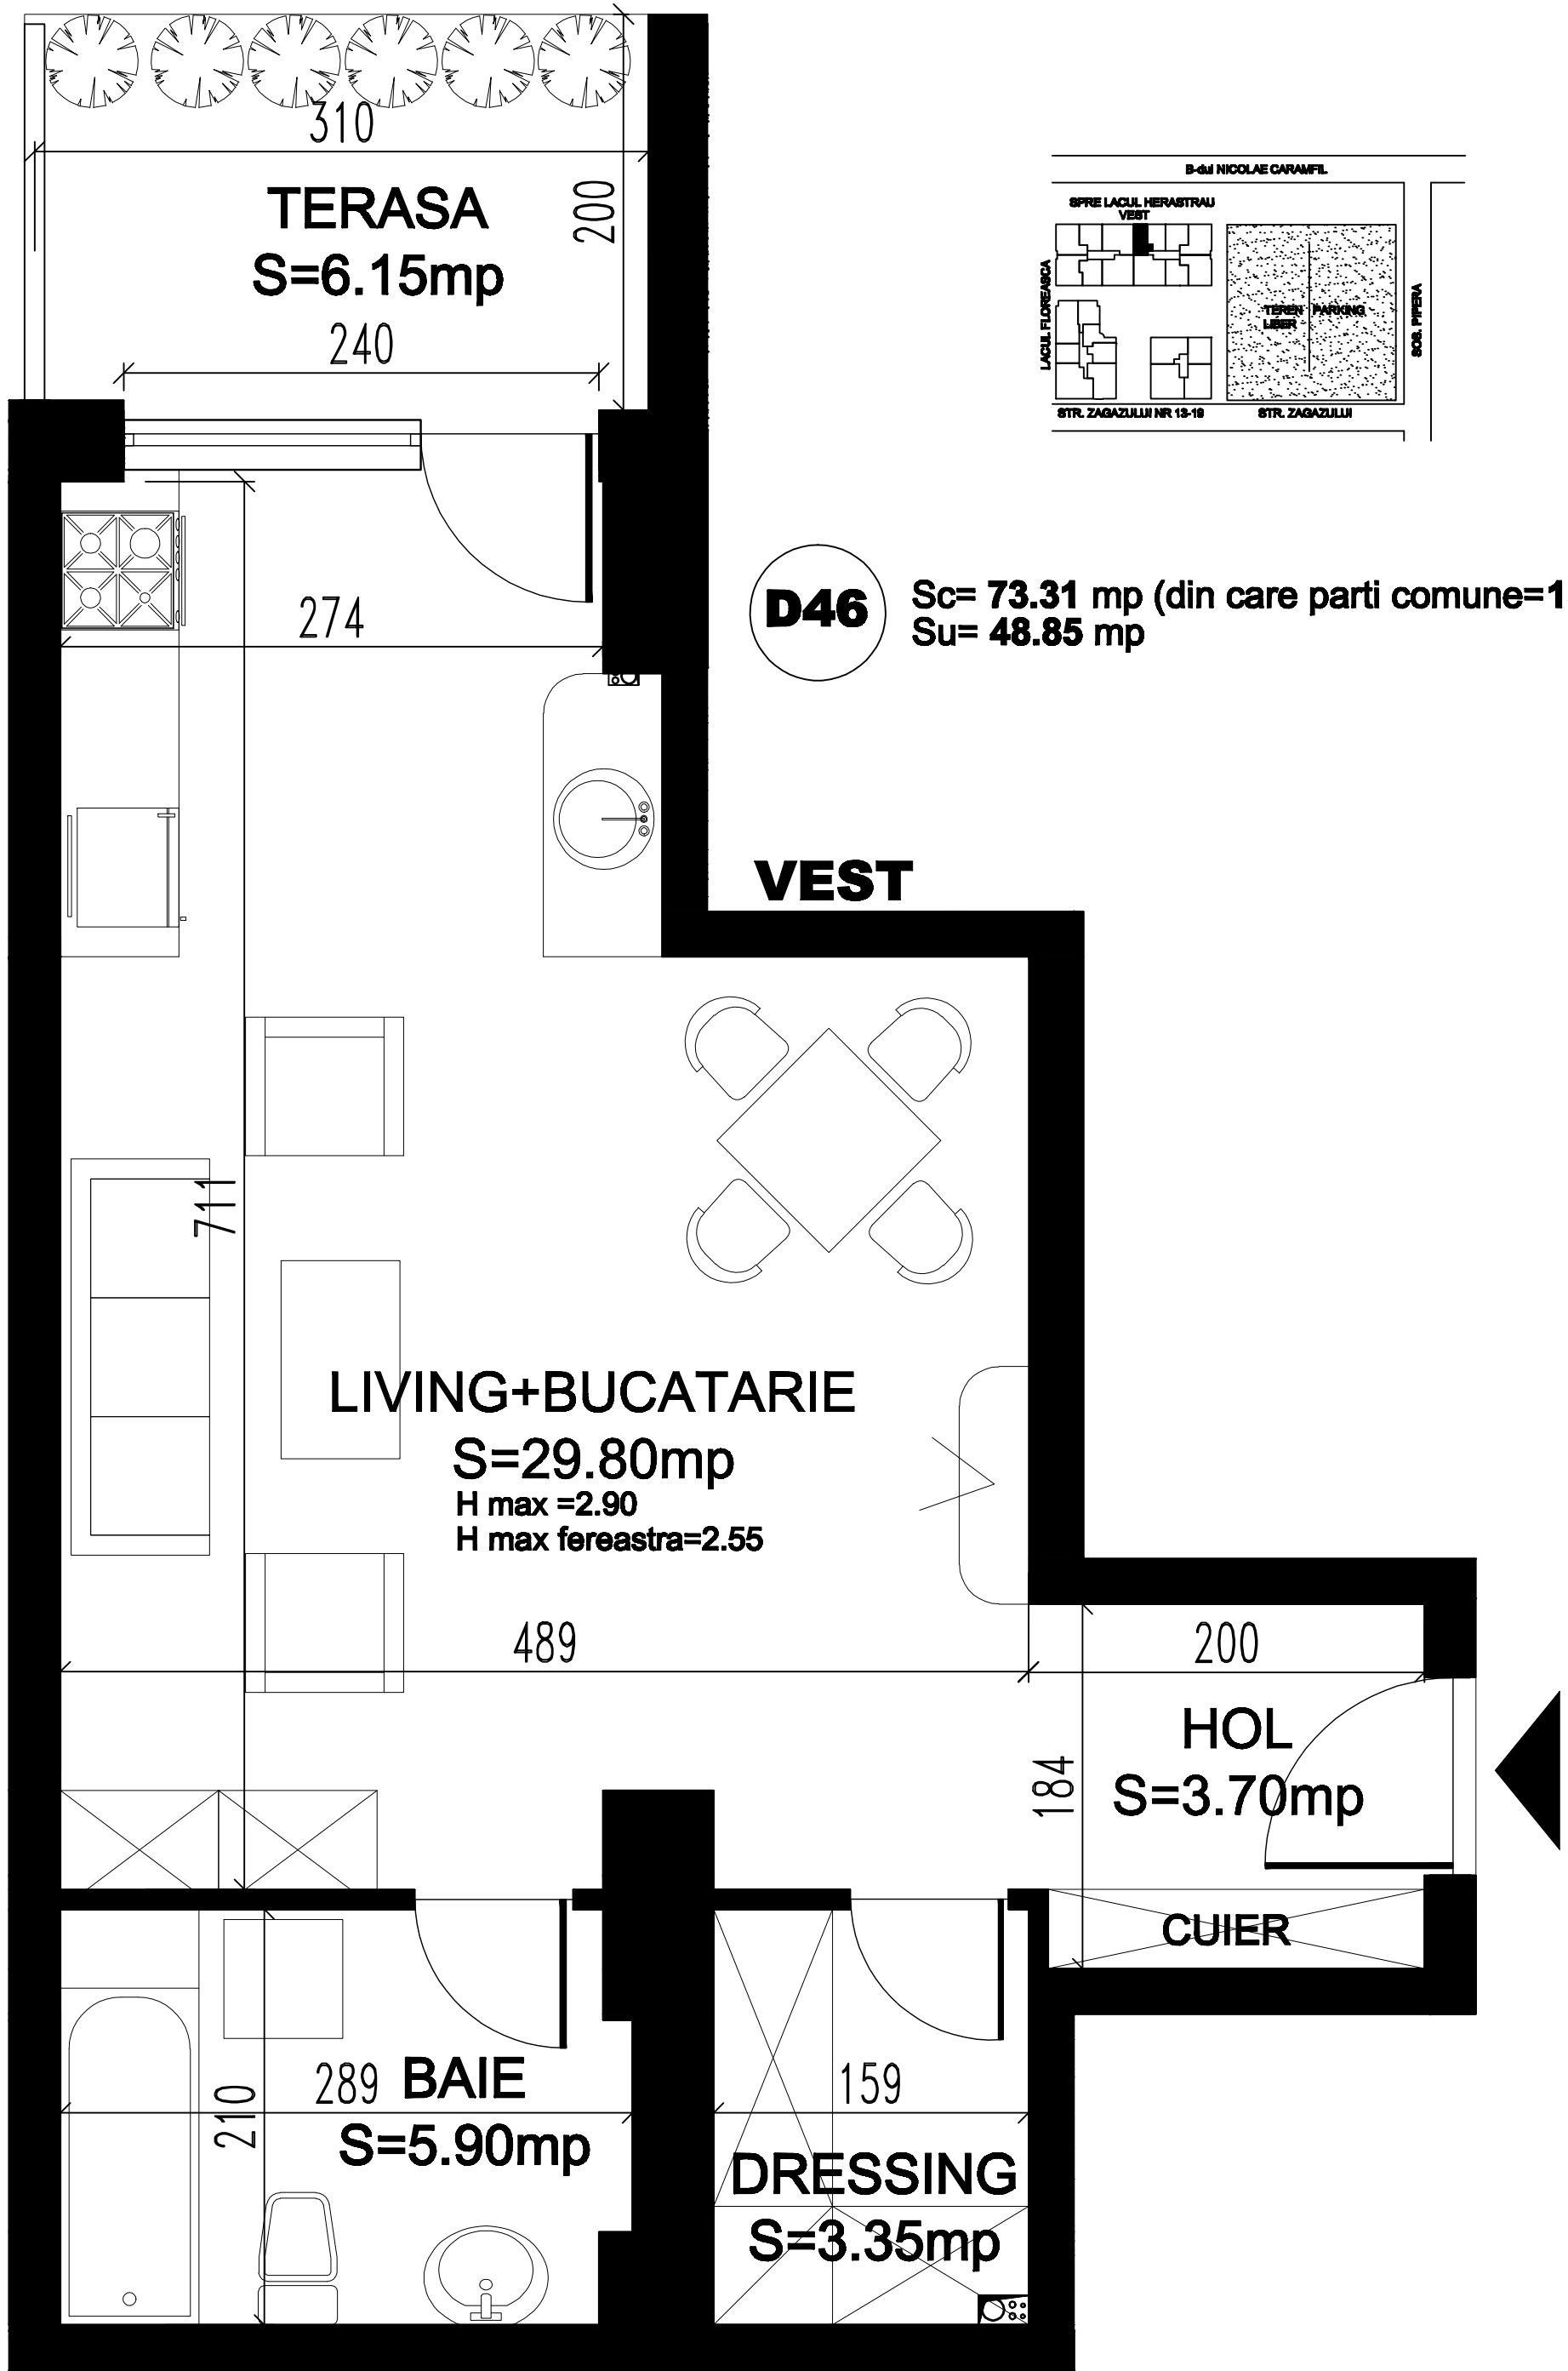 310
TERASA
S=6.15mp
200
240
B-dul NICOLAE CARAMFIL
SPRE LACUL HERASTRAU
VEST
LACUL FLOREASCA
TEREN LIBER
PARKING
SOS. PIPERA
STR. ZAGAZULUI NR 13-19
STR. ZAGAZULUI
D46
Sc= 73.31 mp (din care parti comune=1
Su= 48.85 mp
274
VEST
711
LIVING+BUCATARIE
S=29.80mp
H max =2.90
H max fereastra=2.55
489
200
HOL
S=3.70mp
184
CUIER
289
BAIE
S=5.90mp
210
159
DRESSING
S=3.35mp